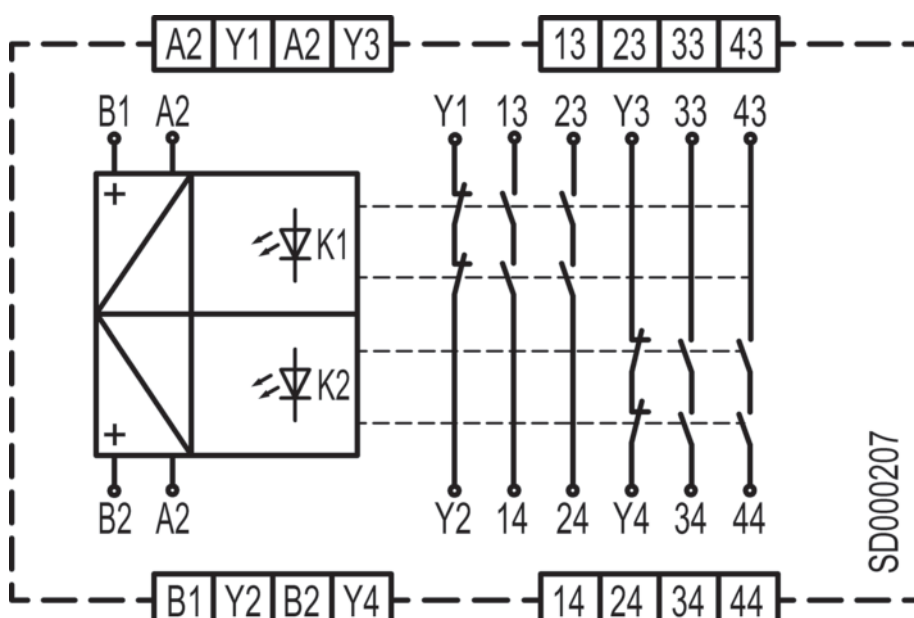 A2 Y1 A2 Y3 13 23 33 43
B1 A2 Y1 13 23 Y3 33 43
+
K1
K2
+
B2 A2 Y2 14 24 Y4 34 44
SD000207
B1 Y2 B2 Y4 14 24 34 44